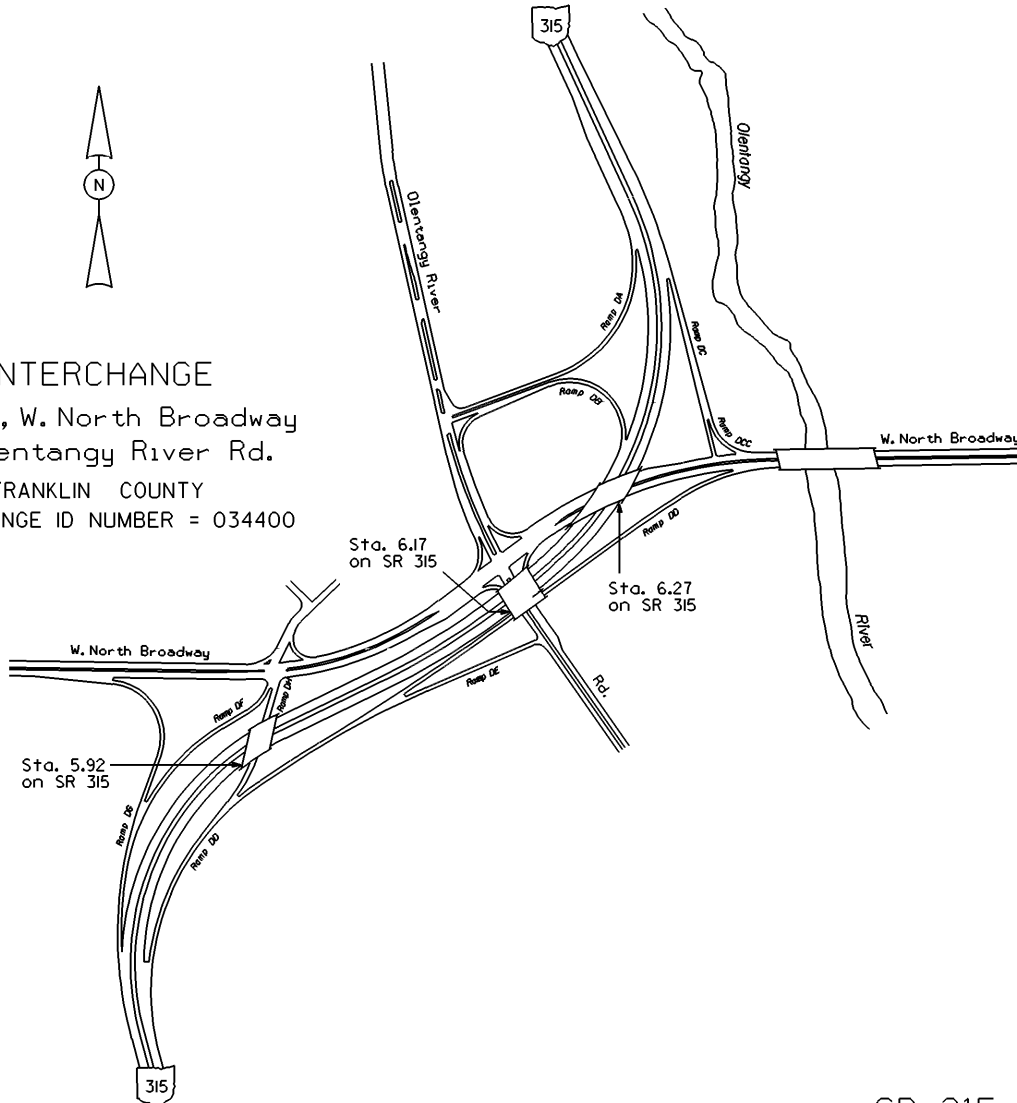 315
N
Olentangy
Olentangy River
NTERCHANGE
, W. North Broadway
entangy River Rd.
RANKLIN COUNTY
NGE ID NUMBER = 034400
Ramp DA
Ramp DC
Ramp DB
Ramp DCC
W. North Broadway
Ramp DD
Sta. 6.17
on SR 315
Sta. 6.27
on SR 315
River
W. North Broadway
Ramp DE
Rd.
Ramp DH
Ramp DF
Sta. 5.92
on SR 315
Ramp DG
Ramp DD
315